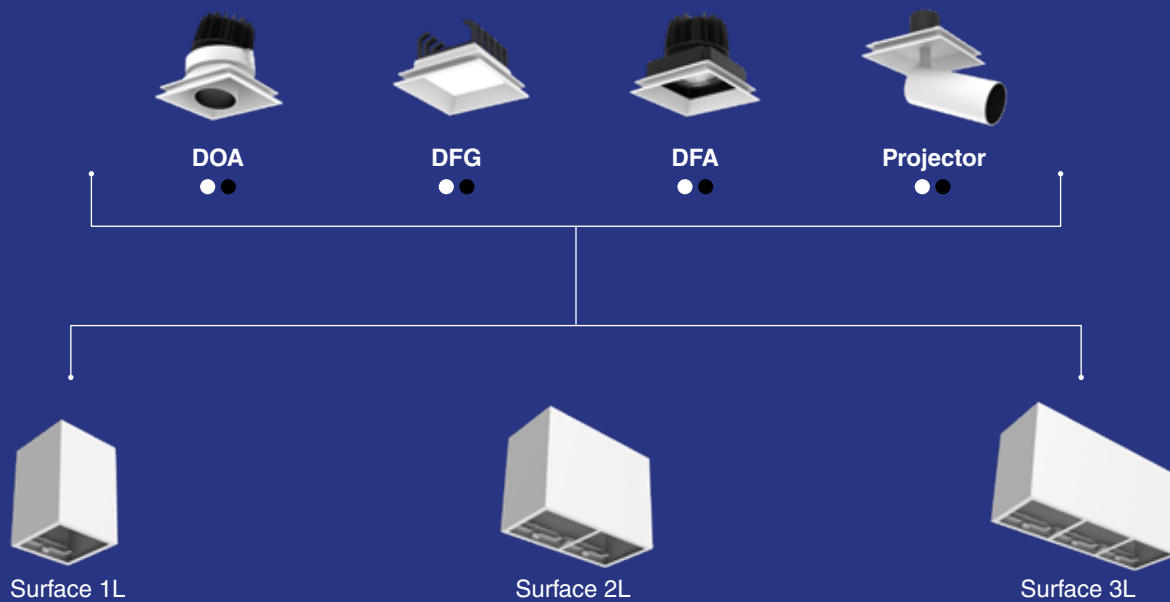 DOA
DFG
DFA
Projector
Surface 1L
Surface 2L
Surface 3L